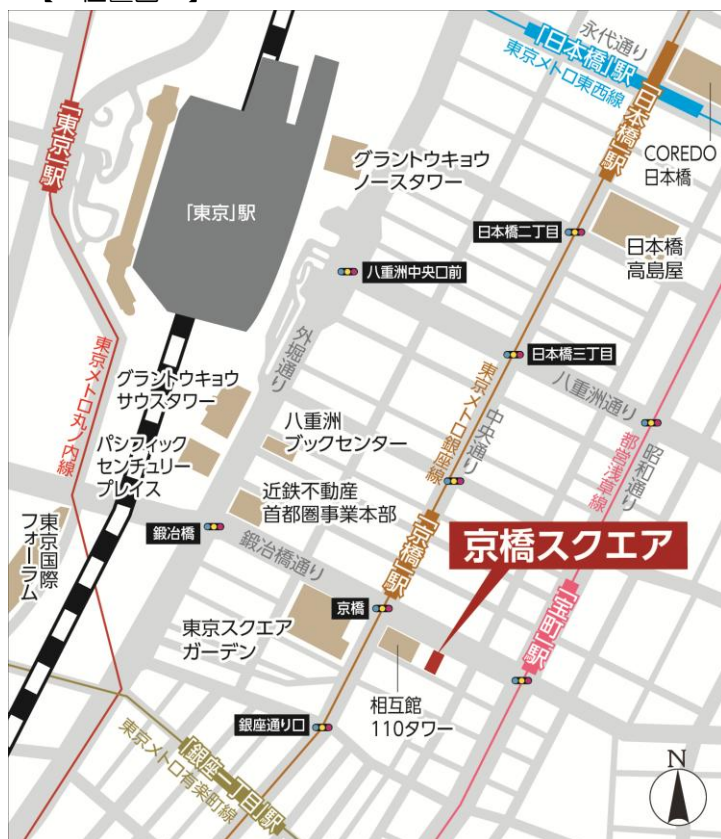 永代通り
「日本橋」駅
東京メトロ東西線
「日本橋」駅
「東京」駅
COREDO
日本橋
グラントウキョウ
ノースタワー
「東京」駅
日本橋二丁目
日本橋
高島屋
八重洲中央口前
外堀通り
日本橋三丁目
八重洲通り
東京メトロ丸ノ内線
グラントウキョウ
サウスタワー
東京メトロ銀座線
中央通り
昭和通り
都営浅草線
八重洲
ブックセンター
パシフィック
センチュリー
プレイス
近鉄不動産
首都圏事業本部
東京国際
フォーラム
鍛冶橋
鍛冶橋通り
「京橋」駅
京橋スクエア
「宝町」駅
京橋
東京スクエア
ガーデン
相互館
110タワー
銀座通り口
「銀座一丁目」駅
東京メトロ有楽町線
N